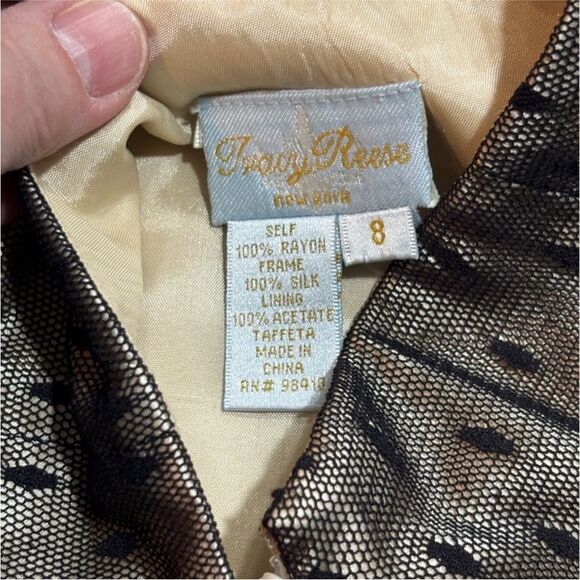 Tracy Reese
new york
8
SELF
100% RAYON
FRAME
100% SILK
LINING
100% ACETATE
TAFFETA
MADE IN
CHINA
RN# 98410